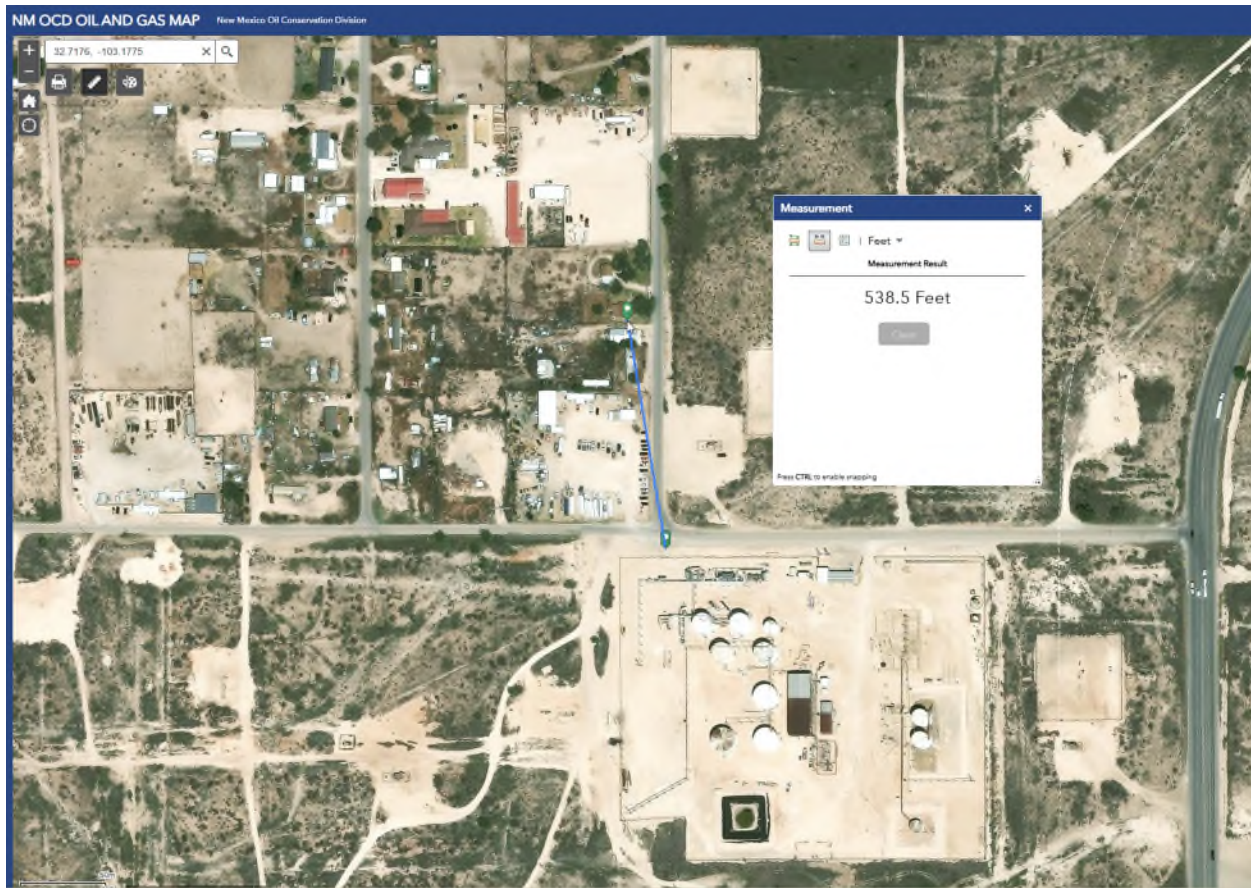 NM OCD OIL AND GAS MAP New Mexico Oil Conservation Division
32.7176, -103.1775
Measurement
Feet
Measurement Result
538.5 Feet
Clear
Press CTRL to enable snapping